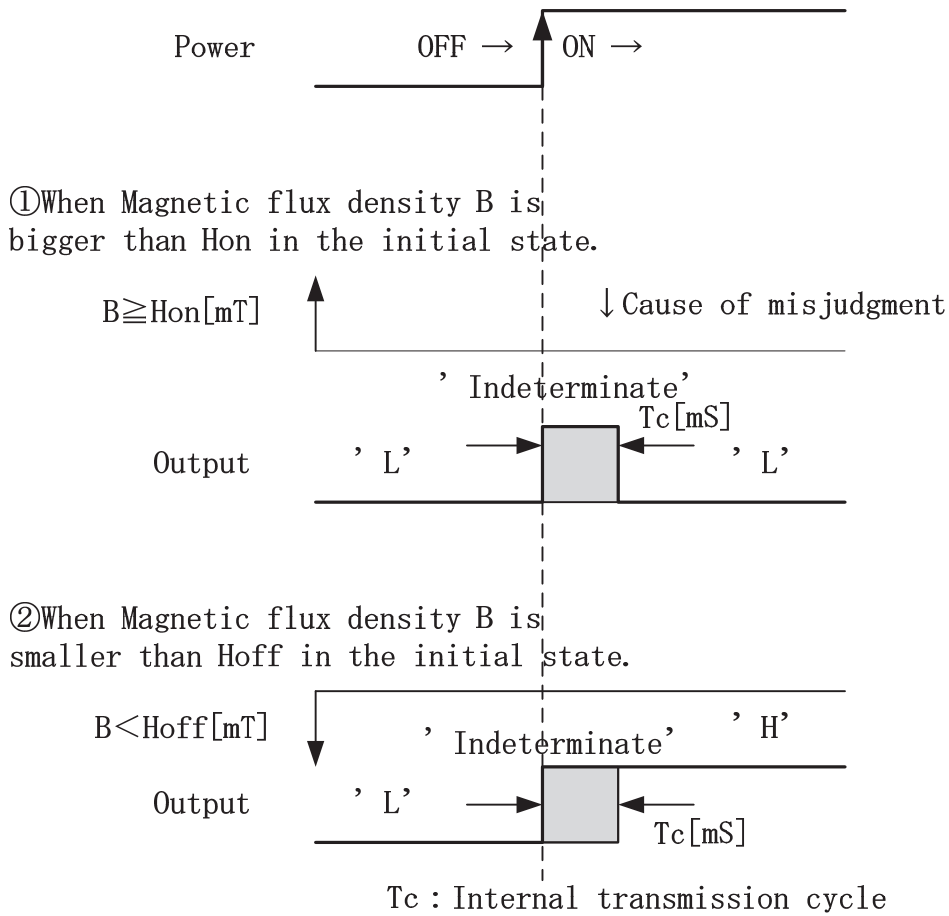 Power
OFF → ON →
①When Magnetic flux density B is
bigger than Hon in the initial state.
B≧Hon[mT]
↓Cause of misjudgment
’ Indeterminate’
Tc[mS]
Output
’ L’
’ L’
②When Magnetic flux density B is
smaller than Hoff in the initial state.
B<Hoff[mT]
’ Indeterminate’
’ H’
Output
’ L’
Tc[mS]
Tc：Internal transmission cycle